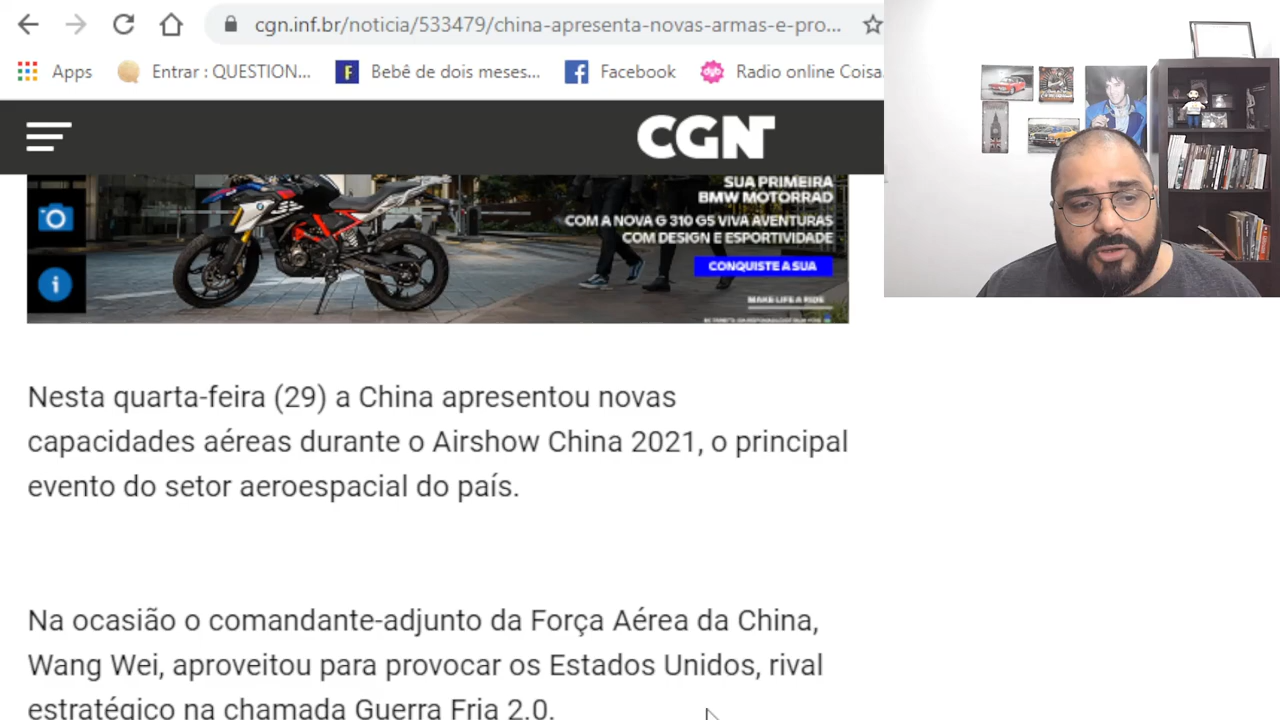 cgn.inf.br/noticia/533479/china-apresenta-novas-armas-e-pro...
Apps Entrar : QUESTION... F Bebê de dois meses... Facebook Radio online Coisa
CGN
SUA PRIMEIRA
BMW MOTORRAD
COM A NOVA G 310 GS VIVA AVENTURAS
COM DESIGN E ESPORTIVIDADE
CONQUISTE A SUA
MAKE LIFE A RIDE
Nesta quarta-feira (29) a China apresentou novas
capacidades aéreas durante o Airshow China 2021, o principal
evento do setor aeroespacial do país.
Na ocasião o comandante-adjunto da Força Aérea da China,
Wang Wei, aproveitou para provocar os Estados Unidos, rival
estratégico na chamada Guerra Fria 2.0.